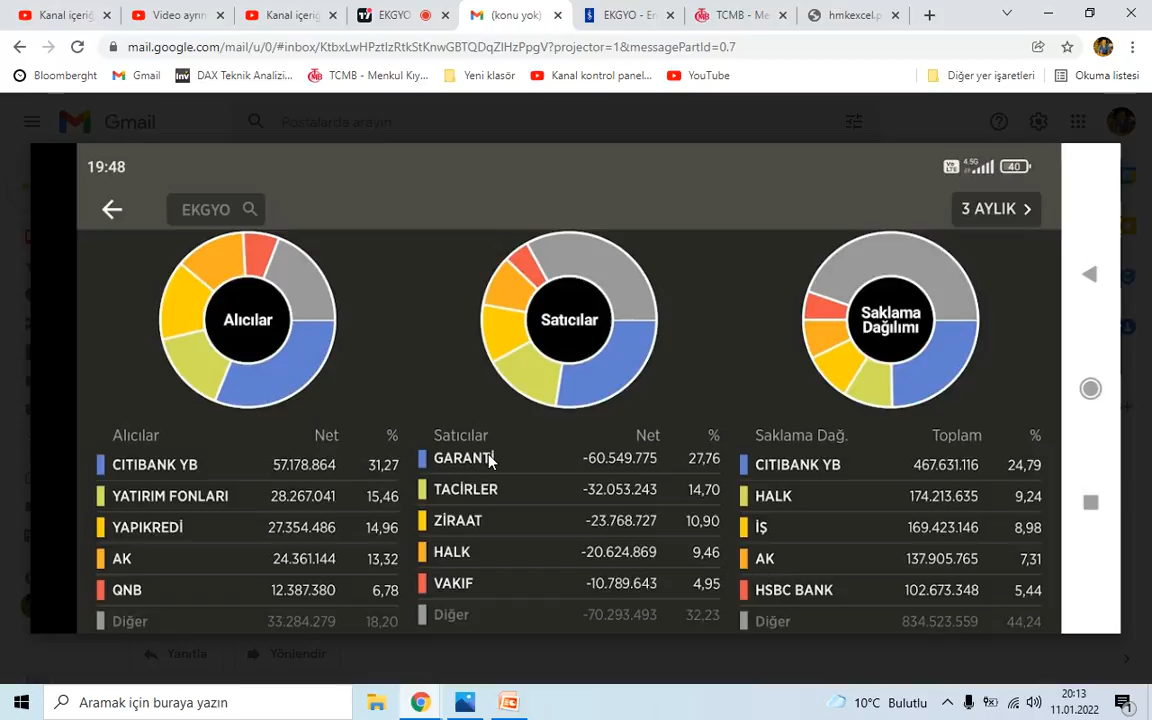 Kanal içeriğ
Video ayrın
Kanal içeriğ
EKGYO
(konu yok)
EKGYO - En
TCMB - Me
hmkexcel.p
mail.google.com/mail/u/0/#inbox/KtbxLwHPztlzRtkStKnwGBTQDqZlHzPpgV?projector=1&messagePartId=0.7
Bloomberght
Gmail
DAX Teknik Analizi...
TCMB - Menkul Kıy...
Yeni klasör
Kanal kontrol panel...
YouTube
Diğer yer işaretleri
Okuma listesi
Gmail
Postalarda arayın
19:48
4.5G
40
EKGYO
3 AYLIK
Alıcılar
Satıcılar
Saklama
Dağılımı
Alıcılar Net %
CITIBANK YB 57.178.864 31,27
YATIRIM FONLARI 28.267.041 15,46
YAPIKREDİ 27.354.486 14,96
AK 24.361.144 13,32
QNB 12.387.380 6,78
Diğer 33.284.279 18,20
Satıcılar Net %
GARANTİ -60.549.775 27,76
TACİRLER -32.053.243 14,70
ZİRAAT -23.768.727 10,90
HALK -20.624.869 9,46
VAKIF -10.789.643 4,95
Diğer -70.293.493 32,23
Saklama Dağ. Toplam %
CITIBANK YB 467.631.116 24,79
HALK 174.213.635 9,24
İŞ 169.423.146 8,98
AK 137.905.765 7,31
HSBC BANK 102.673.348 5,44
Diğer 834.523.559 44,24
Yanıtla
Yönlendir
Aramak için buraya yazın
10°C Bulutlu
20:13
11.01.2022
1